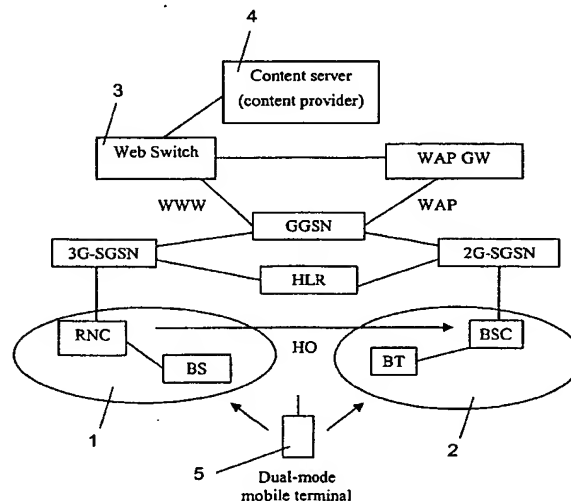 4
Content server
(content provider)
3
Web Switch
WAP GW
WWW
WAP
GGSN
3G-SGSN
2G-SGSN
HLR
RNC
BSC
HO
BS
BT
1
2
5
Dual-mode
mobile terminal